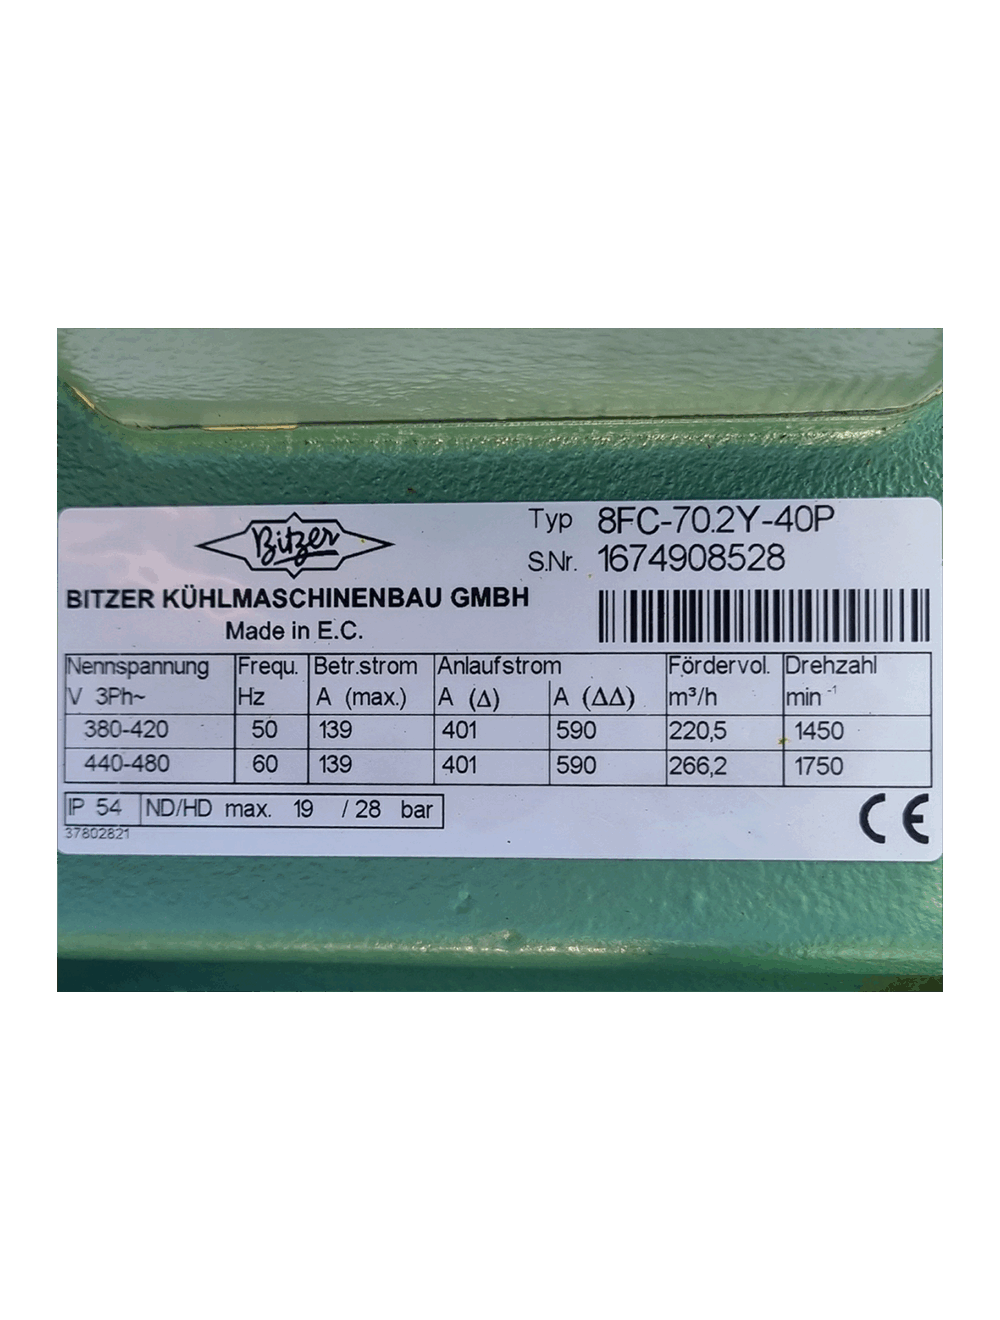 Bitzer
Typ 8FC-70.2Y-40P
S.Nr. 1674908528
BITZER KÜHLMASCHINENBAU GMBH
Made in E.C.
Nennspannung Frequ. Betr.strom Anlaufstrom Fördervol. Drehzahl
V 3Ph~ Hz A (max.) A (Δ) A (ΔΔ) m³/h min⁻¹
380-420 50 139 401 590 220,5 1450
440-480 60 139 401 590 266,2 1750
IP 54 ND/HD max. 19 / 28 bar
37802821
CE